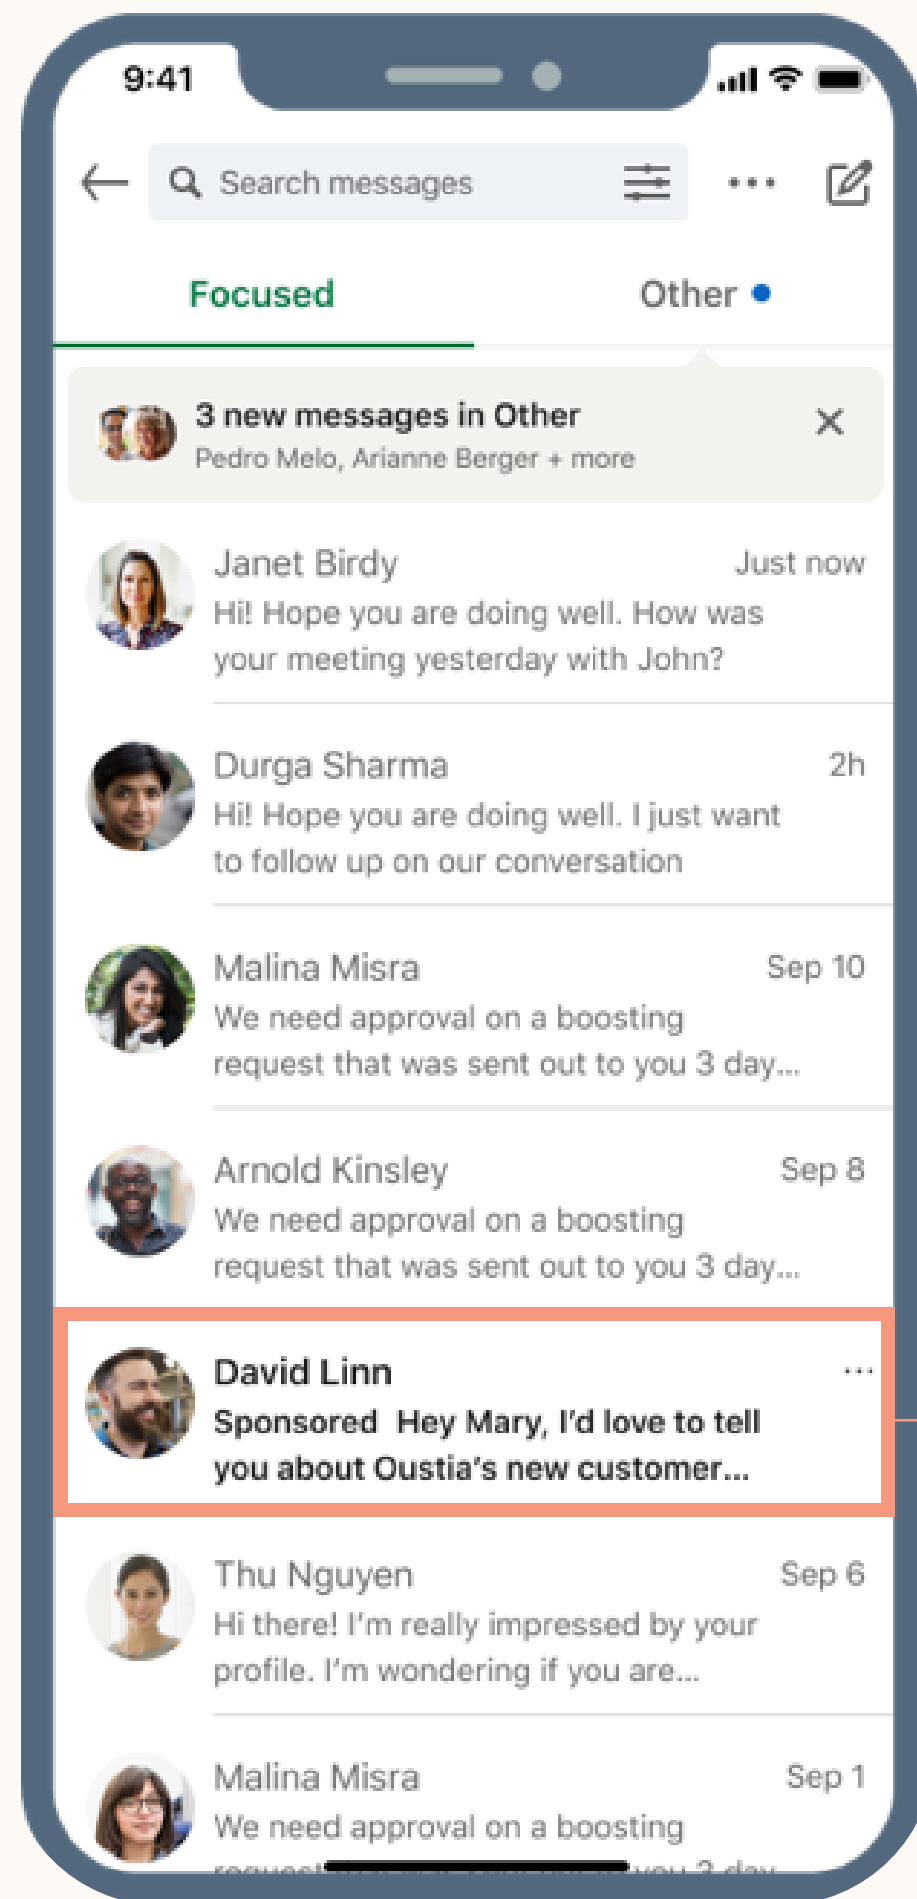 9:41
Search messages
Focused
Other
3 new messages in Other
Pedro Melo, Arianne Berger + more
Janet Birdy
Just now
Hi! Hope you are doing well. How was
your meeting yesterday with John?
Durga Sharma
2h
Hi! Hope you are doing well. I just want
to follow up on our conversation
Malina Misra
Sep 10
We need approval on a boosting
request that was sent out to you 3 day...
Arnold Kinsley
Sep 8
We need approval on a boosting
request that was sent out to you 3 day...
David Linn
Sponsored Hey Mary, I'd love to tell
you about Oustia's new customer...
Thu Nguyen
Sep 6
Hi there! I'm really impressed by your
profile. I'm wondering if you are...
Malina Misra
Sep 1
We need approval on a boosting
request you 3 day